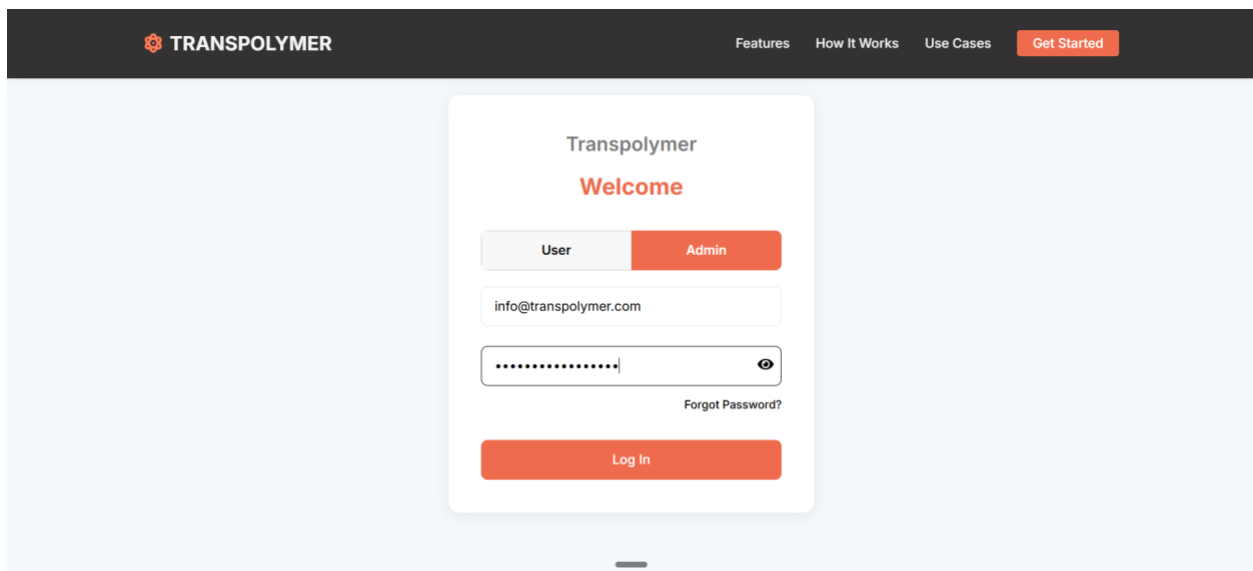 TRANSPOLYMER
Features How It Works Use Cases Get Started
Transpolymer
Welcome
User Admin
info@transpolymer.com
•••••••••••••••••
Forgot Password?
Log In